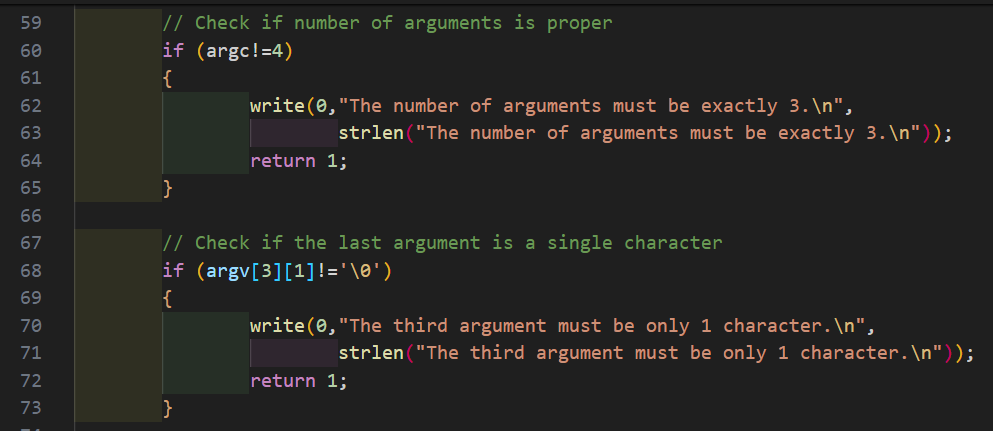 59 // Check if number of arguments is proper
60 if (argc!=4)
61 {
62 write(0,"The number of arguments must be exactly 3.\n",
63 strlen("The number of arguments must be exactly 3.\n"));
64 return 1;
65 }
66
67 // Check if the last argument is a single character
68 if (argv[3][1]!='\0')
69 {
70 write(0,"The third argument must be only 1 character.\n",
71 strlen("The third argument must be only 1 character.\n"));
72 return 1;
73 }